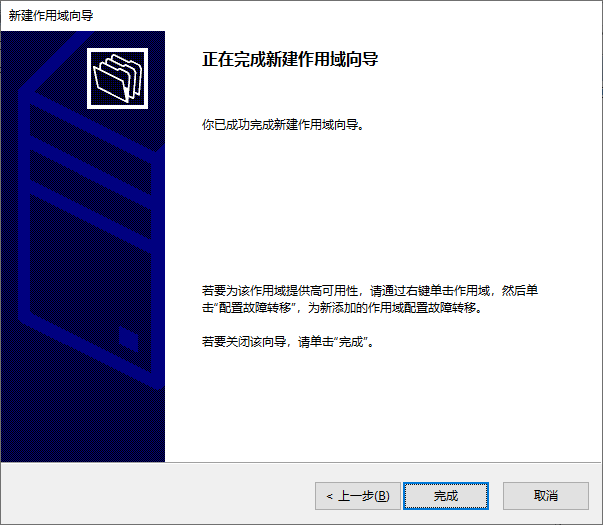 新建作用域向导
正在完成新建作用域向导
你已成功完成新建作用域向导。
若要为该作用域提供高可用性，请通过右键单击作用域，然后单
击“配置故障转移”，为新添加的作用域配置故障转移。
若要关闭该向导，请单击“完成”。
< 上一步(B)
完成
取消